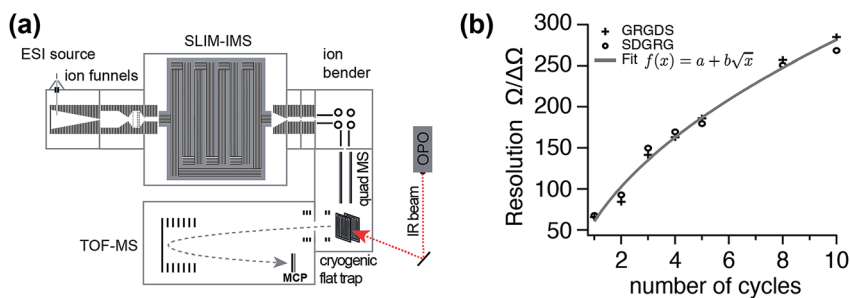 (a)
ESI source
ion funnels
SLIM-IMS
ion
bender
OPO
quad MS
IR beam
TOF-MS
MCP
cryogenic
flat trap
(b)
GRGDS
SDGRG
Fit f(x) = a + b√x
Resolution Ω/ΔΩ
300
250
200
150
100
50
2
4
6
8
10
number of cycles